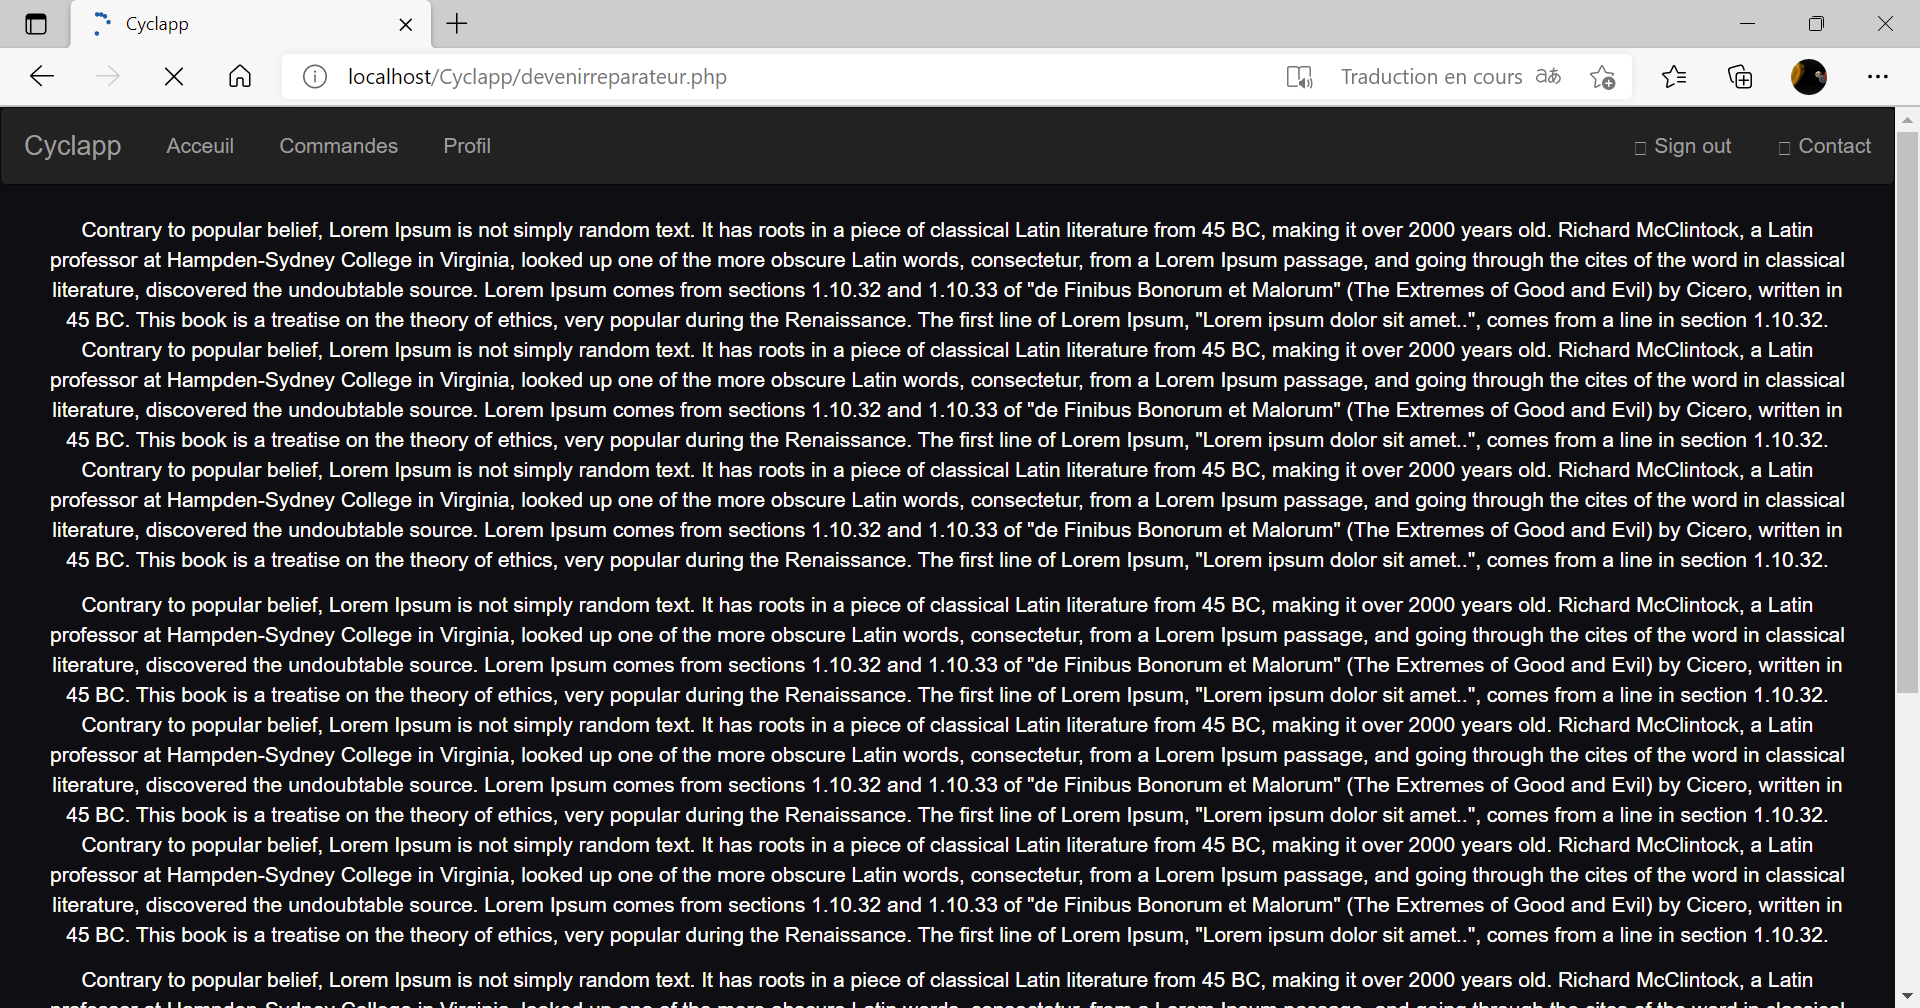 Cyclapp
localhost/Cyclapp/devenirreparateur.php
Traduction en cours
Cyclapp Acceuil Commandes Profil Sign out Contact
Contrary to popular belief, Lorem Ipsum is not simply random text. It has roots in a piece of classical Latin literature from 45 BC, making it over 2000 years old. Richard McClintock, a Latin
professor at Hampden-Sydney College in Virginia, looked up one of the more obscure Latin words, consectetur, from a Lorem Ipsum passage, and going through the cites of the word in classical
literature, discovered the undoubtable source. Lorem Ipsum comes from sections 1.10.32 and 1.10.33 of "de Finibus Bonorum et Malorum" (The Extremes of Good and Evil) by Cicero, written in
45 BC. This book is a treatise on the theory of ethics, very popular during the Renaissance. The first line of Lorem Ipsum, "Lorem ipsum dolor sit amet..", comes from a line in section 1.10.32.
Contrary to popular belief, Lorem Ipsum is not simply random text. It has roots in a piece of classical Latin literature from 45 BC, making it over 2000 years old. Richard McClintock, a Latin
professor at Hampden-Sydney College in Virginia, looked up one of the more obscure Latin words, consectetur, from a Lorem Ipsum passage, and going through the cites of the word in classical
literature, discovered the undoubtable source. Lorem Ipsum comes from sections 1.10.32 and 1.10.33 of "de Finibus Bonorum et Malorum" (The Extremes of Good and Evil) by Cicero, written in
45 BC. This book is a treatise on the theory of ethics, very popular during the Renaissance. The first line of Lorem Ipsum, "Lorem ipsum dolor sit amet..", comes from a line in section 1.10.32.
Contrary to popular belief, Lorem Ipsum is not simply random text. It has roots in a piece of classical Latin literature from 45 BC, making it over 2000 years old. Richard McClintock, a Latin
professor at Hampden-Sydney College in Virginia, looked up one of the more obscure Latin words, consectetur, from a Lorem Ipsum passage, and going through the cites of the word in classical
literature, discovered the undoubtable source. Lorem Ipsum comes from sections 1.10.32 and 1.10.33 of "de Finibus Bonorum et Malorum" (The Extremes of Good and Evil) by Cicero, written in
45 BC. This book is a treatise on the theory of ethics, very popular during the Renaissance. The first line of Lorem Ipsum, "Lorem ipsum dolor sit amet..", comes from a line in section 1.10.32.
Contrary to popular belief, Lorem Ipsum is not simply random text. It has roots in a piece of classical Latin literature from 45 BC, making it over 2000 years old. Richard McClintock, a Latin
professor at Hampden-Sydney College in Virginia, looked up one of the more obscure Latin words, consectetur, from a Lorem Ipsum passage, and going through the cites of the word in classical
literature, discovered the undoubtable source. Lorem Ipsum comes from sections 1.10.32 and 1.10.33 of "de Finibus Bonorum et Malorum" (The Extremes of Good and Evil) by Cicero, written in
45 BC. This book is a treatise on the theory of ethics, very popular during the Renaissance. The first line of Lorem Ipsum, "Lorem ipsum dolor sit amet..", comes from a line in section 1.10.32.
Contrary to popular belief, Lorem Ipsum is not simply random text. It has roots in a piece of classical Latin literature from 45 BC, making it over 2000 years old. Richard McClintock, a Latin
professor at Hampden-Sydney College in Virginia, looked up one of the more obscure Latin words, consectetur, from a Lorem Ipsum passage, and going through the cites of the word in classical
literature, discovered the undoubtable source. Lorem Ipsum comes from sections 1.10.32 and 1.10.33 of "de Finibus Bonorum et Malorum" (The Extremes of Good and Evil) by Cicero, written in
45 BC. This book is a treatise on the theory of ethics, very popular during the Renaissance. The first line of Lorem Ipsum, "Lorem ipsum dolor sit amet..", comes from a line in section 1.10.32.
Contrary to popular belief, Lorem Ipsum is not simply random text. It has roots in a piece of classical Latin literature from 45 BC, making it over 2000 years old. Richard McClintock, a Latin
professor at Hampden-Sydney College in Virginia, looked up one of the more obscure Latin words, consectetur, from a Lorem Ipsum passage, and going through the cites of the word in classical
literature, discovered the undoubtable source. Lorem Ipsum comes from sections 1.10.32 and 1.10.33 of "de Finibus Bonorum et Malorum" (The Extremes of Good and Evil) by Cicero, written in
45 BC. This book is a treatise on the theory of ethics, very popular during the Renaissance. The first line of Lorem Ipsum, "Lorem ipsum dolor sit amet..", comes from a line in section 1.10.32.
Contrary to popular belief, Lorem Ipsum is not simply random text. It has roots in a piece of classical Latin literature from 45 BC, making it over 2000 years old. Richard McClintock, a Latin